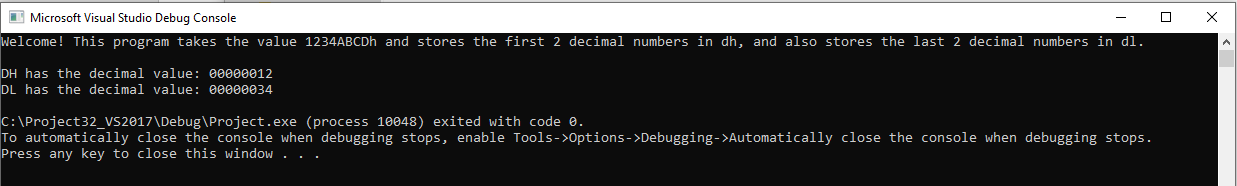 Microsoft Visual Studio Debug Console
Welcome! This program takes the value 1234ABCDh and stores the first 2 decimal numbers in dh, and also stores the last 2 decimal numbers in dl.
DH has the decimal value: 00000012
DL has the decimal value: 00000034
C:\Project32_VS2017\Debug\Project.exe (process 10048) exited with code 0.
To automatically close the console when debugging stops, enable Tools->Options->Debugging->Automatically close the console when debugging stops.
Press any key to close this window . . .